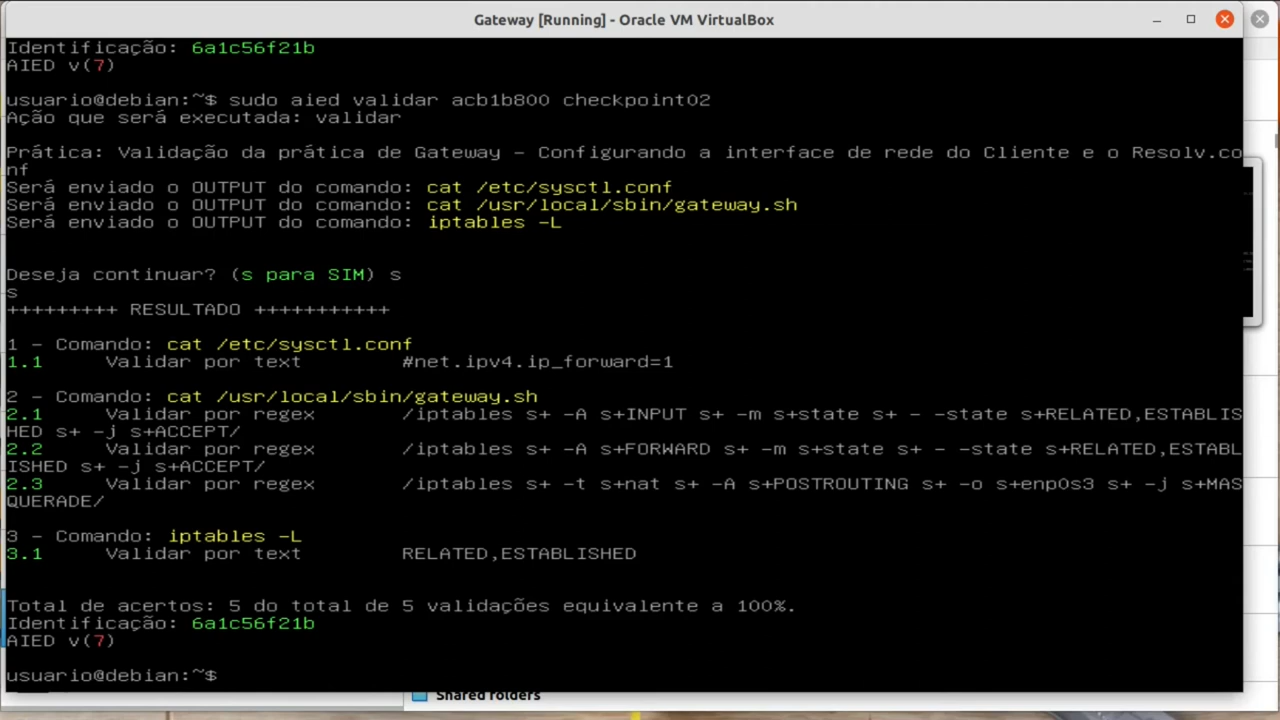 Gateway [Running] - Oracle VM VirtualBox
Identificação: 6a1c56f21b
AIED v(7)
usuario@debian:~$ sudo aied validar acb1b800 checkpoint02
Ação que será executada: validar
Prática: Validação da prática de Gateway - Configurando a interface de rede do Cliente e o Resolv.co
nf
Será enviado o OUTPUT do comando: cat /etc/sysctl.conf
Será enviado o OUTPUT do comando: cat /usr/local/sbin/gateway.sh
Será enviado o OUTPUT do comando: iptables -L
Deseja continuar? (s para SIM) s
s
+++++++++ RESULTADO +++++++++++
1 - Comando: cat /etc/sysctl.conf
1.1 Validar por text #net.ipv4.ip_forward=1
2 - Comando: cat /usr/local/sbin/gateway.sh
2.1 Validar por regex /iptables s+ -A s+INPUT s+ -m s+state s+ - -state s+RELATED,ESTABLIS
HED s+ -j s+ACCEPT/
2.2 Validar por regex /iptables s+ -A s+FORWARD s+ -m s+state s+ - -state s+RELATED,ESTABL
ISHED s+ -j s+ACCEPT/
2.3 Validar por regex /iptables s+ -t s+nat s+ -A s+POSTROUTING s+ -o s+enp0s3 s+ -j s+MAS
QUERADE/
3 - Comando: iptables -L
3.1 Validar por text RELATED,ESTABLISHED
Total de acertos: 5 do total de 5 validações equivalente a 100%.
Identificação: 6a1c56f21b
AIED v(7)
usuario@debian:~$
Shared folders